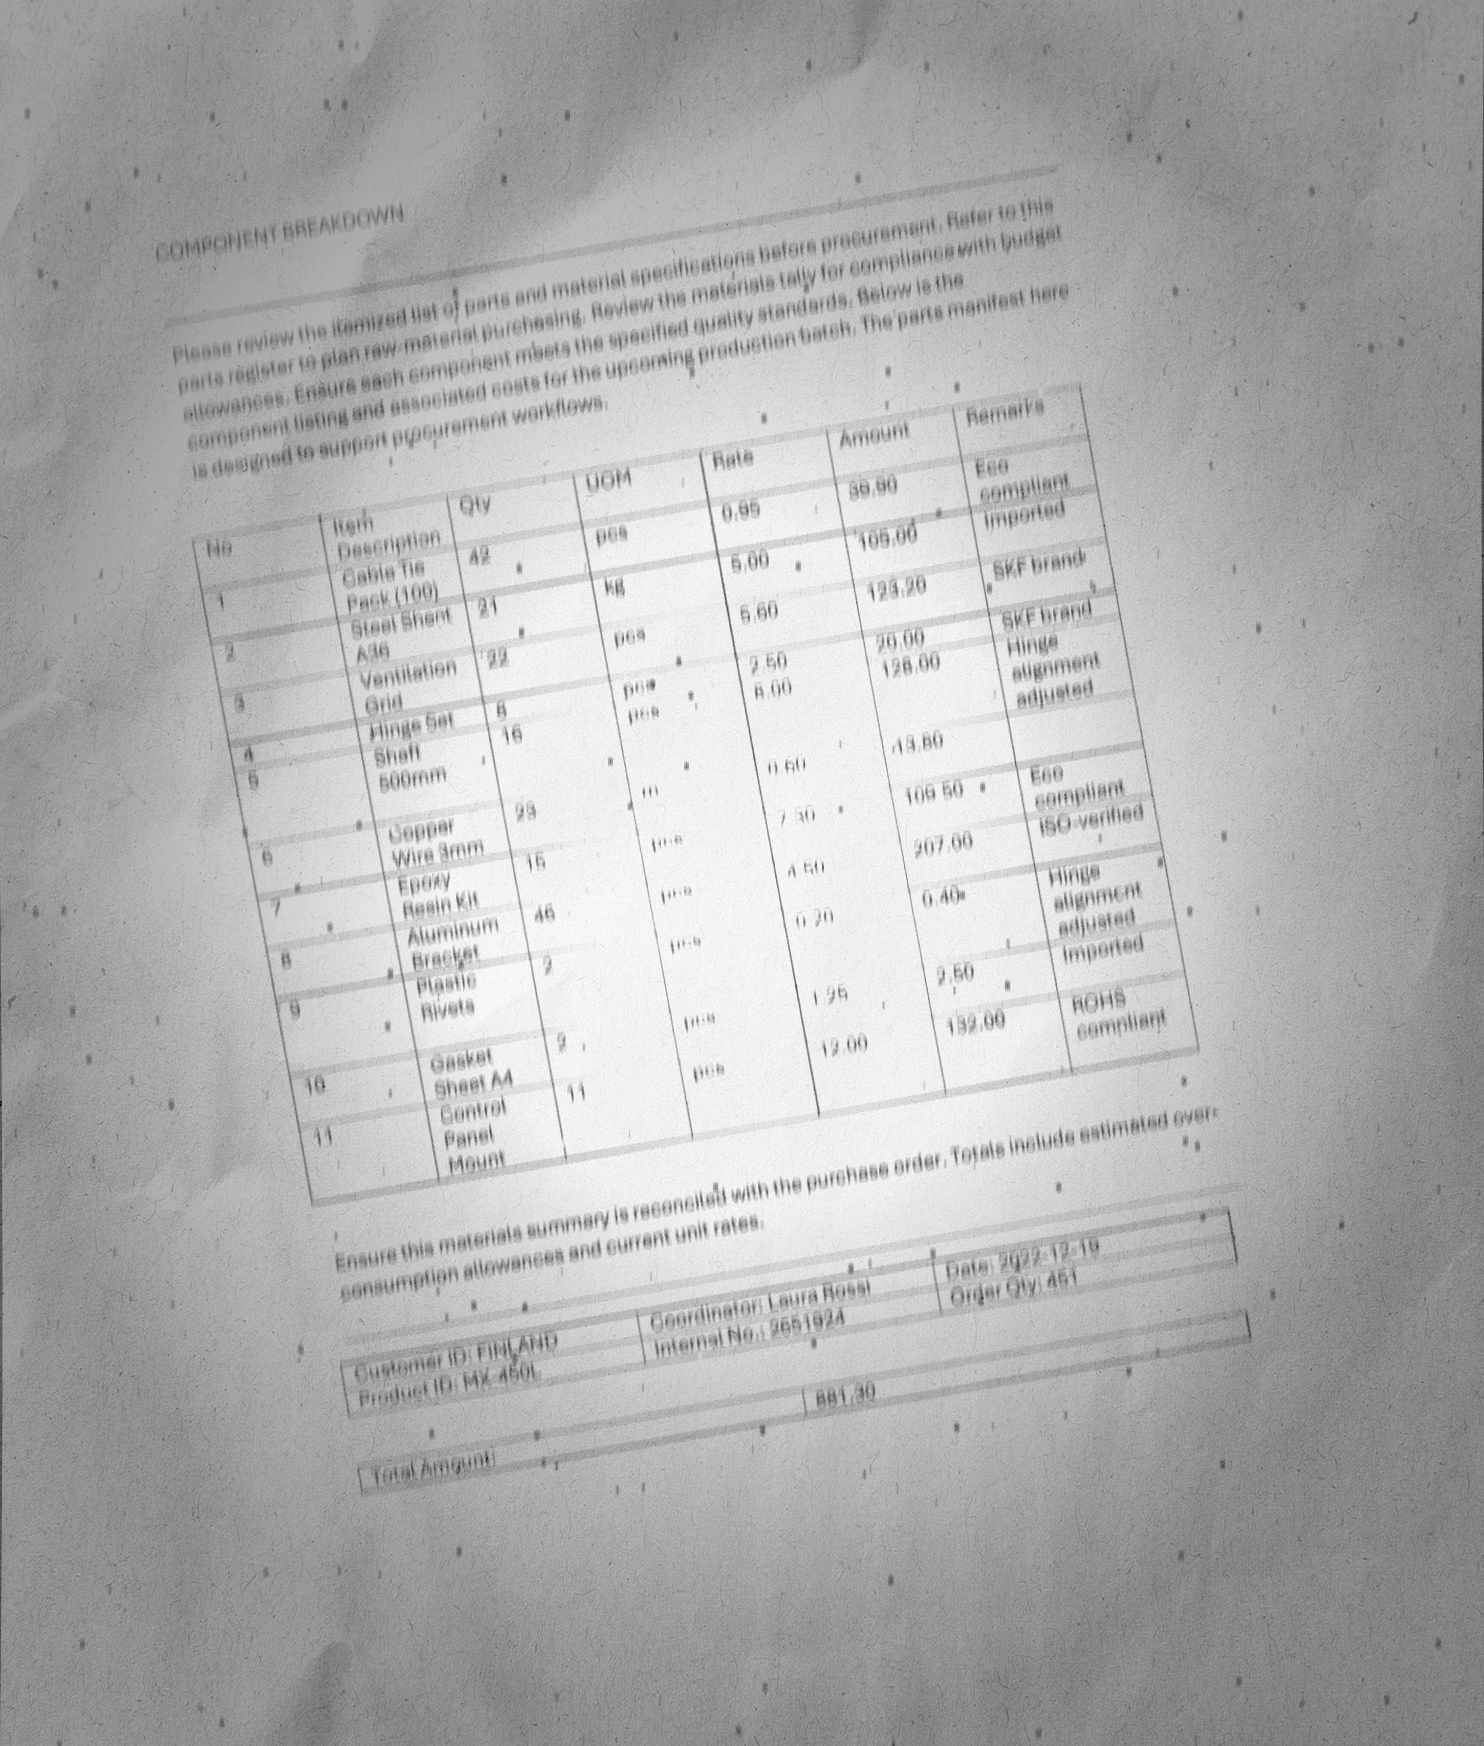 COMPONENT BREAKDOWN
Please review the itemized list of parts and material specifications before procurement. Refer to this
parts register to plan raw-material purchasing. Review the materials tally for compliance with budget
allowances. Ensure each component meets the specified quality standards. Below is the
component listing and associated costs for the upcoming production batch. The parts manifest here
is designed to support procurement workflows.
No Item Description Qty UOM Rate Amount Remarks
1 Cable Tie Pack (100) 42 pcs 0.95 39.90 Eco compliant
2 Steel Sheet A36 21 kg 5.00 105.00 Imported
3 Ventilation Grid 22 pcs 5.60 123.20 SKF brand
4 Hinge Set 8 pcs 2.50 20.00 SKF brand
5 Shaft 500mm 16 pcs 8.00 128.00 Hinge alignment adjusted
6 Copper Wire 3mm 23 m 0.60 13.80
7 Epoxy Resin Kit 15 pcs 7.30 109.50 Eco compliant
8 Aluminum Bracket 46 pcs 4.50 207.00 ISO-verified
9 Plastic Rivets 2 pcs 0.20 0.40 Hinge alignment adjusted
10 Gasket Sheet A4 2 pcs 1.25 2.50 Imported
11 Control Panel Mount 11 pcs 12.00 132.00 ROHS compliant
Ensure this materials summary is reconciled with the purchase order. Totals include estimated over-
consumption allowances and current unit rates.
Customer ID: FINLAND Coordinator: Laura Rossi Date: 2022-12-19
Product ID: MX-450L Internal No.: Order Qty: 451
Total Amount: 881.30